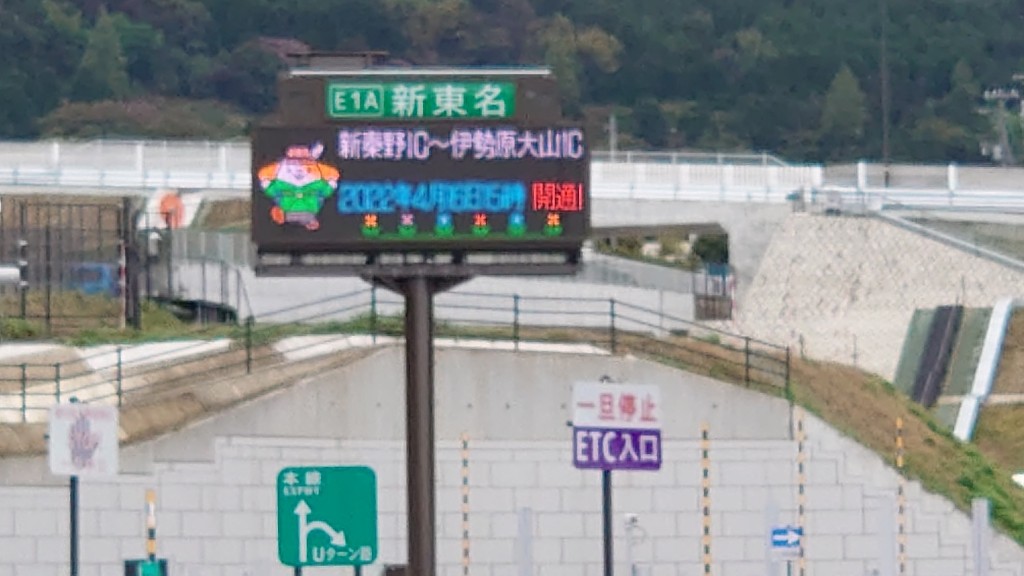 E1A 新東名
新秦野IC〜伊勢原大山IC
2022年4月16日16時 開通!
一旦停止
ETC入口
本線
EXPWY
Uターン路